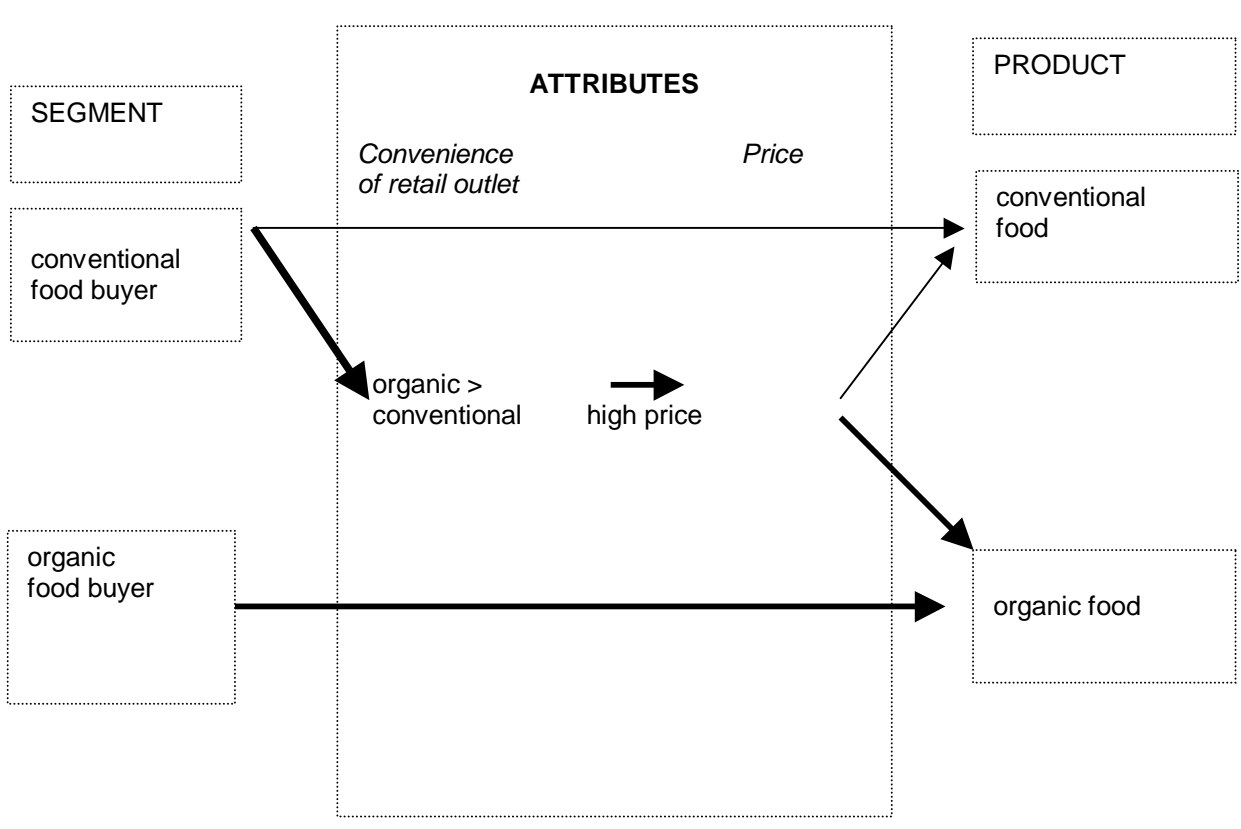 SEGMENT
ATTRIBUTES
PRODUCT
Convenience
of retail outlet
Price
conventional
food buyer
conventional
food
organic >
conventional
high price
organic
food buyer
organic food